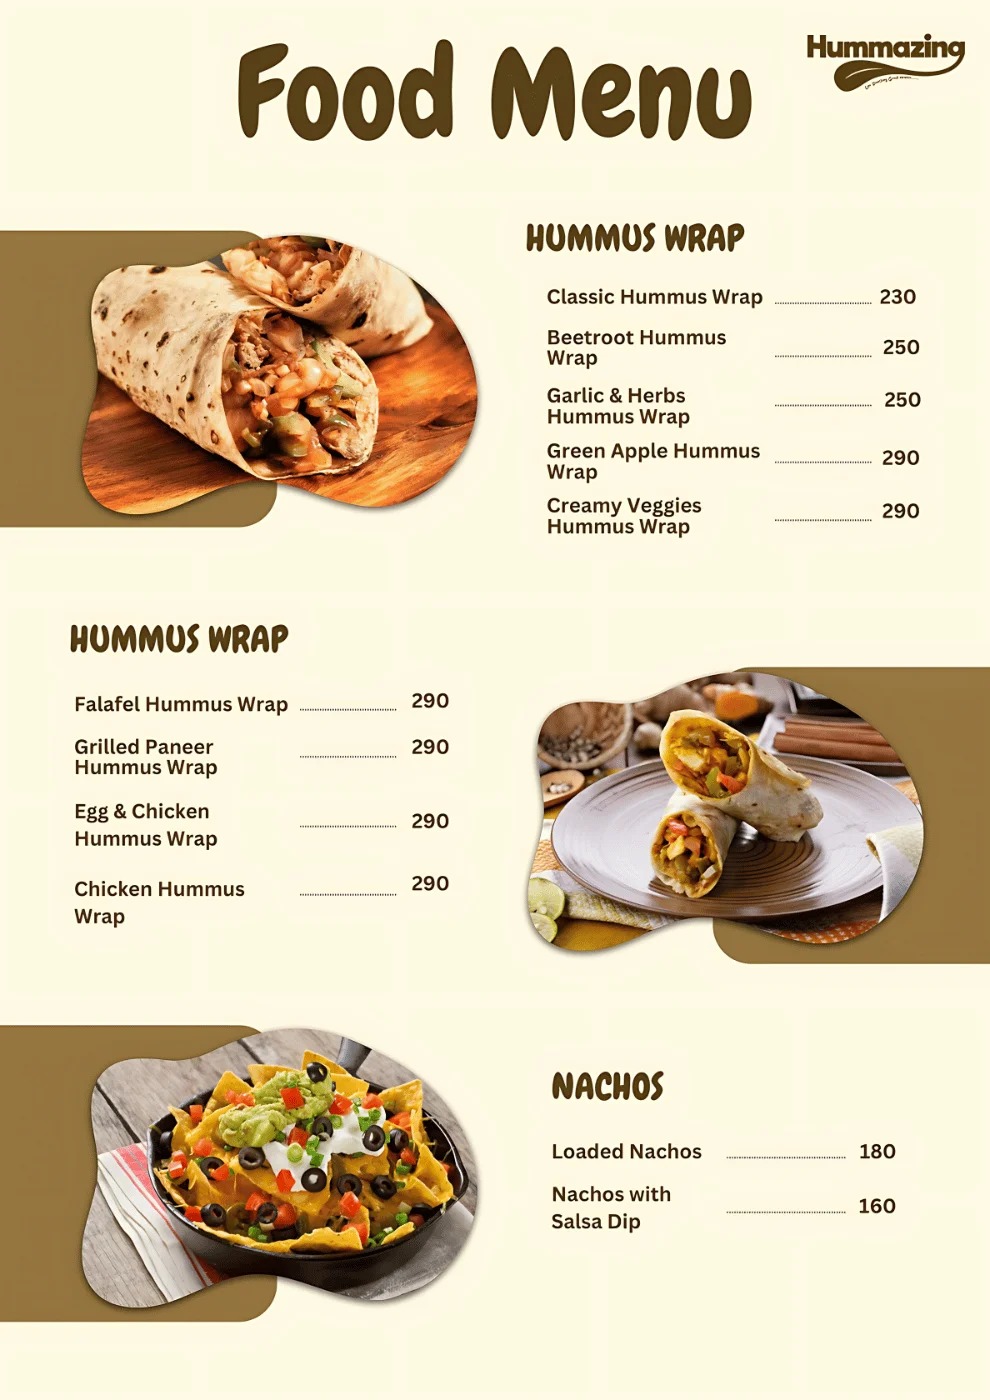 Food Menu
Hummazing
HUMMUS WRAP
Classic Hummus Wrap ........................ 230
Beetroot Hummus
Wrap ........................ 250
Garlic & Herbs
Hummus Wrap ........................ 250
Green Apple Hummus
Wrap ........................ 290
Creamy Veggies
Hummus Wrap ........................ 290
HUMMUS WRAP
Falafel Hummus Wrap ........................ 290
Grilled Paneer
Hummus Wrap ........................ 290
Egg & Chicken
Hummus Wrap ........................ 290
Chicken Hummus
Wrap ........................ 290
NACHOS
Loaded Nachos ........................ 180
Nachos with
Salsa Dip ........................ 160